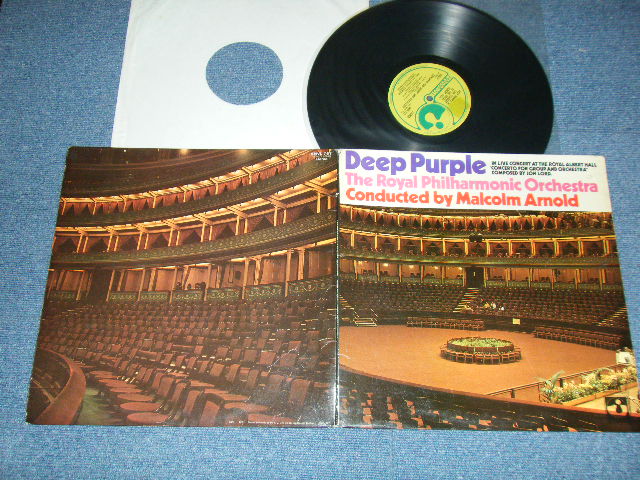 Deep Purple
IN LIVE CONCERT AT THE ROYAL ALBERT HALL
"CONCERTO FOR GROUP AND ORCHESTRA"
COMPOSED BY JON LORD
The Royal Philharmonic Orchestra
Conducted by Malcolm Arnold